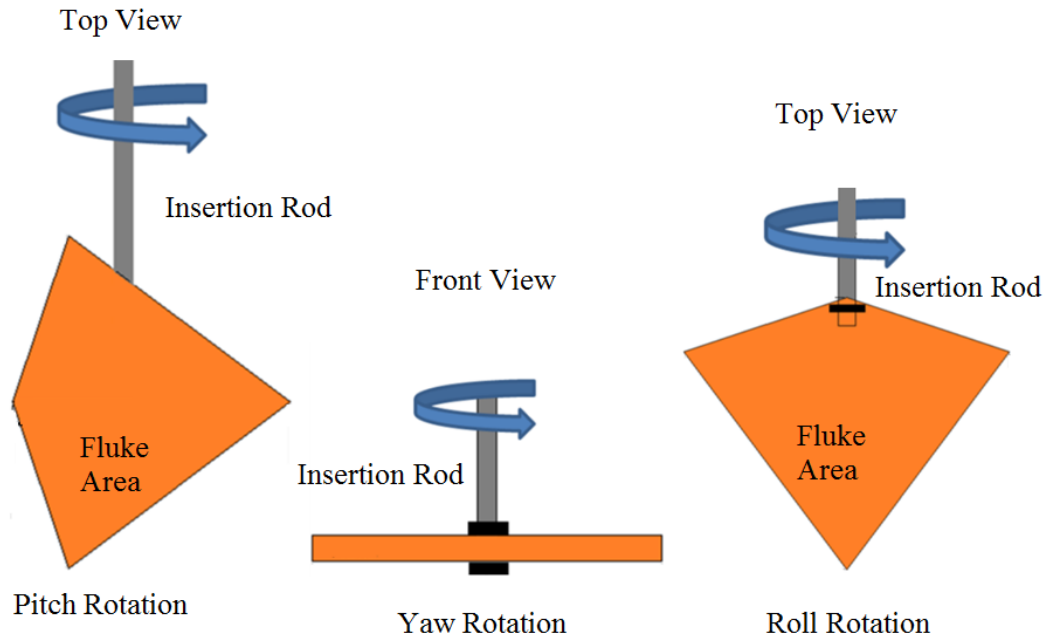 Top View
Insertion Rod
Fluke
Area
Pitch Rotation
Front View
Insertion Rod
Yaw Rotation
Top View
Insertion Rod
Fluke
Area
Roll Rotation